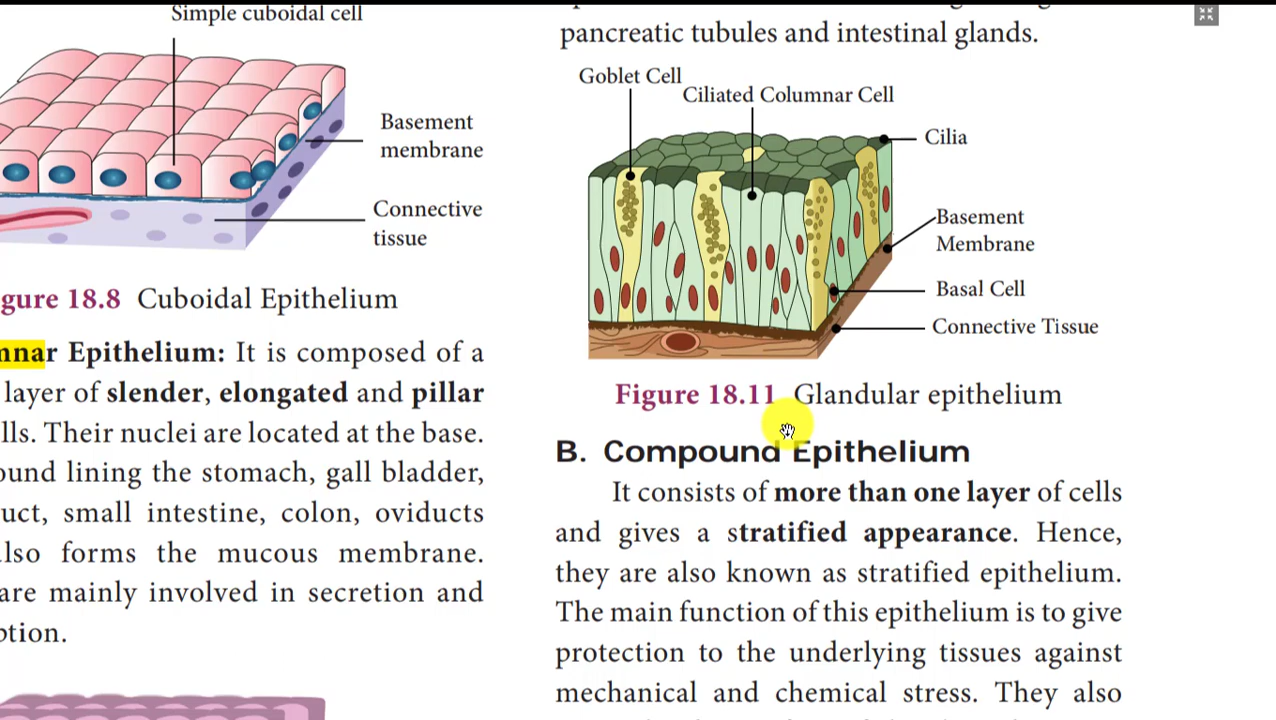 Simple cuboidal cell
Basement
membrane
Connective
tissue
gure 18.8 Cuboidal Epithelium
mnar Epithelium: It is composed of a
layer of slender, elongated and pillar
lls. Their nuclei are located at the base.
ound lining the stomach, gall bladder,
uct, small intestine, colon, oviducts
lso forms the mucous membrane.
are mainly involved in secretion and
ption.
pancreatic tubules and intestinal glands.
Goblet Cell
Ciliated Columnar Cell
Cilia
Basement
Membrane
Basal Cell
Connective Tissue
Figure 18.11 Glandular epithelium
B. Compound Epithelium
It consists of more than one layer of cells
and gives a stratified appearance. Hence,
they are also known as stratified epithelium.
The main function of this epithelium is to give
protection to the underlying tissues against
mechanical and chemical stress. They also